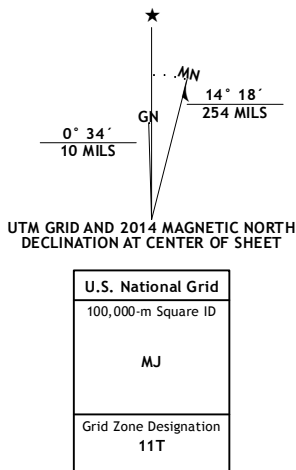 ★
MN
GN
14° 18´
254 MILS
0° 34´
10 MILS
UTM GRID AND 2014 MAGNETIC NORTH
DECLINATION AT CENTER OF SHEET
U.S. National Grid
100,000-m Square ID
MJ
Grid Zone Designation
11T